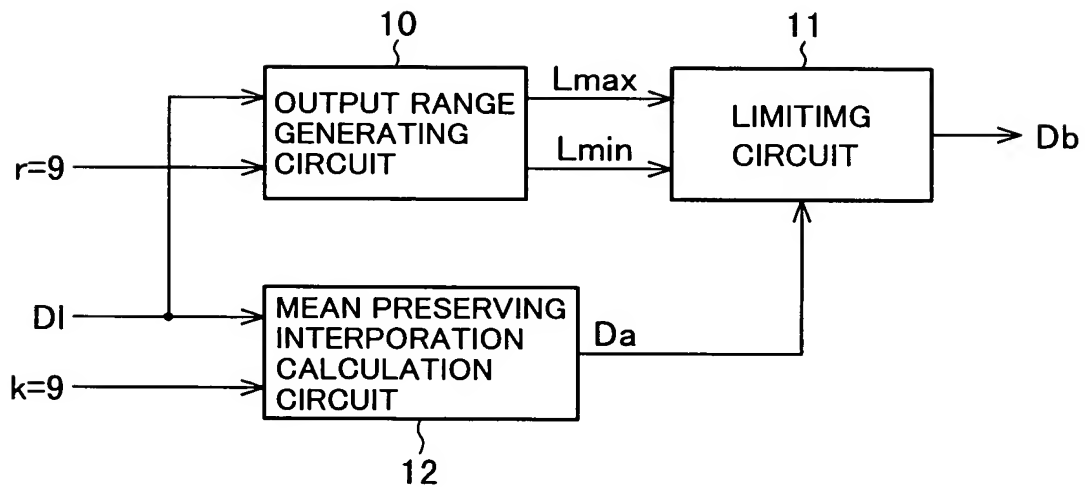 10
11
OUTPUT RANGE
GENERATING
CIRCUIT
Lmax
Lmin
LIMITIMG
CIRCUIT
Db
r=9
DI
k=9
MEAN PRESERVING
INTERPORATION
CALCULATION
CIRCUIT
Da
12